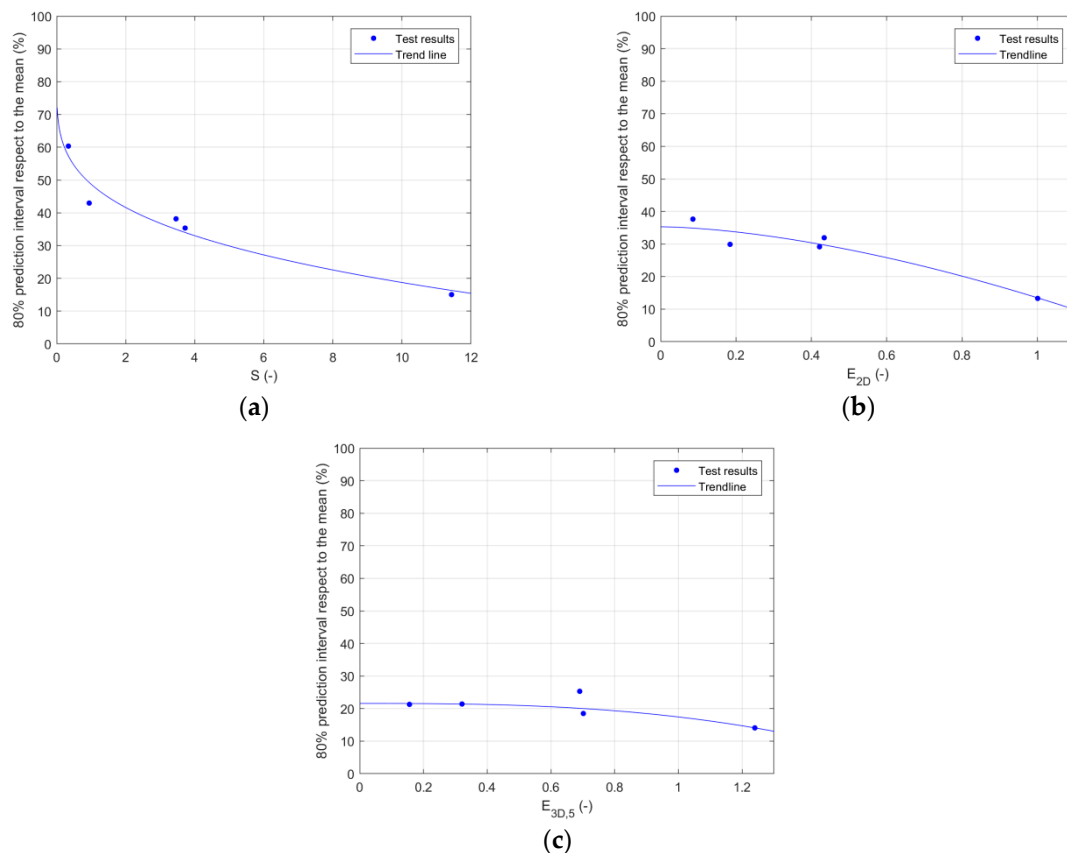 80% prediction interval respect to the mean (%)
100
90
80
70
60
50
40
30
20
10
0
0 2 4 6 8 10 12
S (-)
Test results
Trend line
(a)
80% prediction interval respect to the mean (%)
100
90
80
70
60
50
40
30
20
10
0
0 0.2 0.4 0.6 0.8 1
E2D (-)
Test results
Trendline
(b)
80% prediction interval respect to the mean (%)
100
90
80
70
60
50
40
30
20
10
0
0 0.2 0.4 0.6 0.8 1 1.2
E3D,5 (-)
Test results
Trendline
(c)